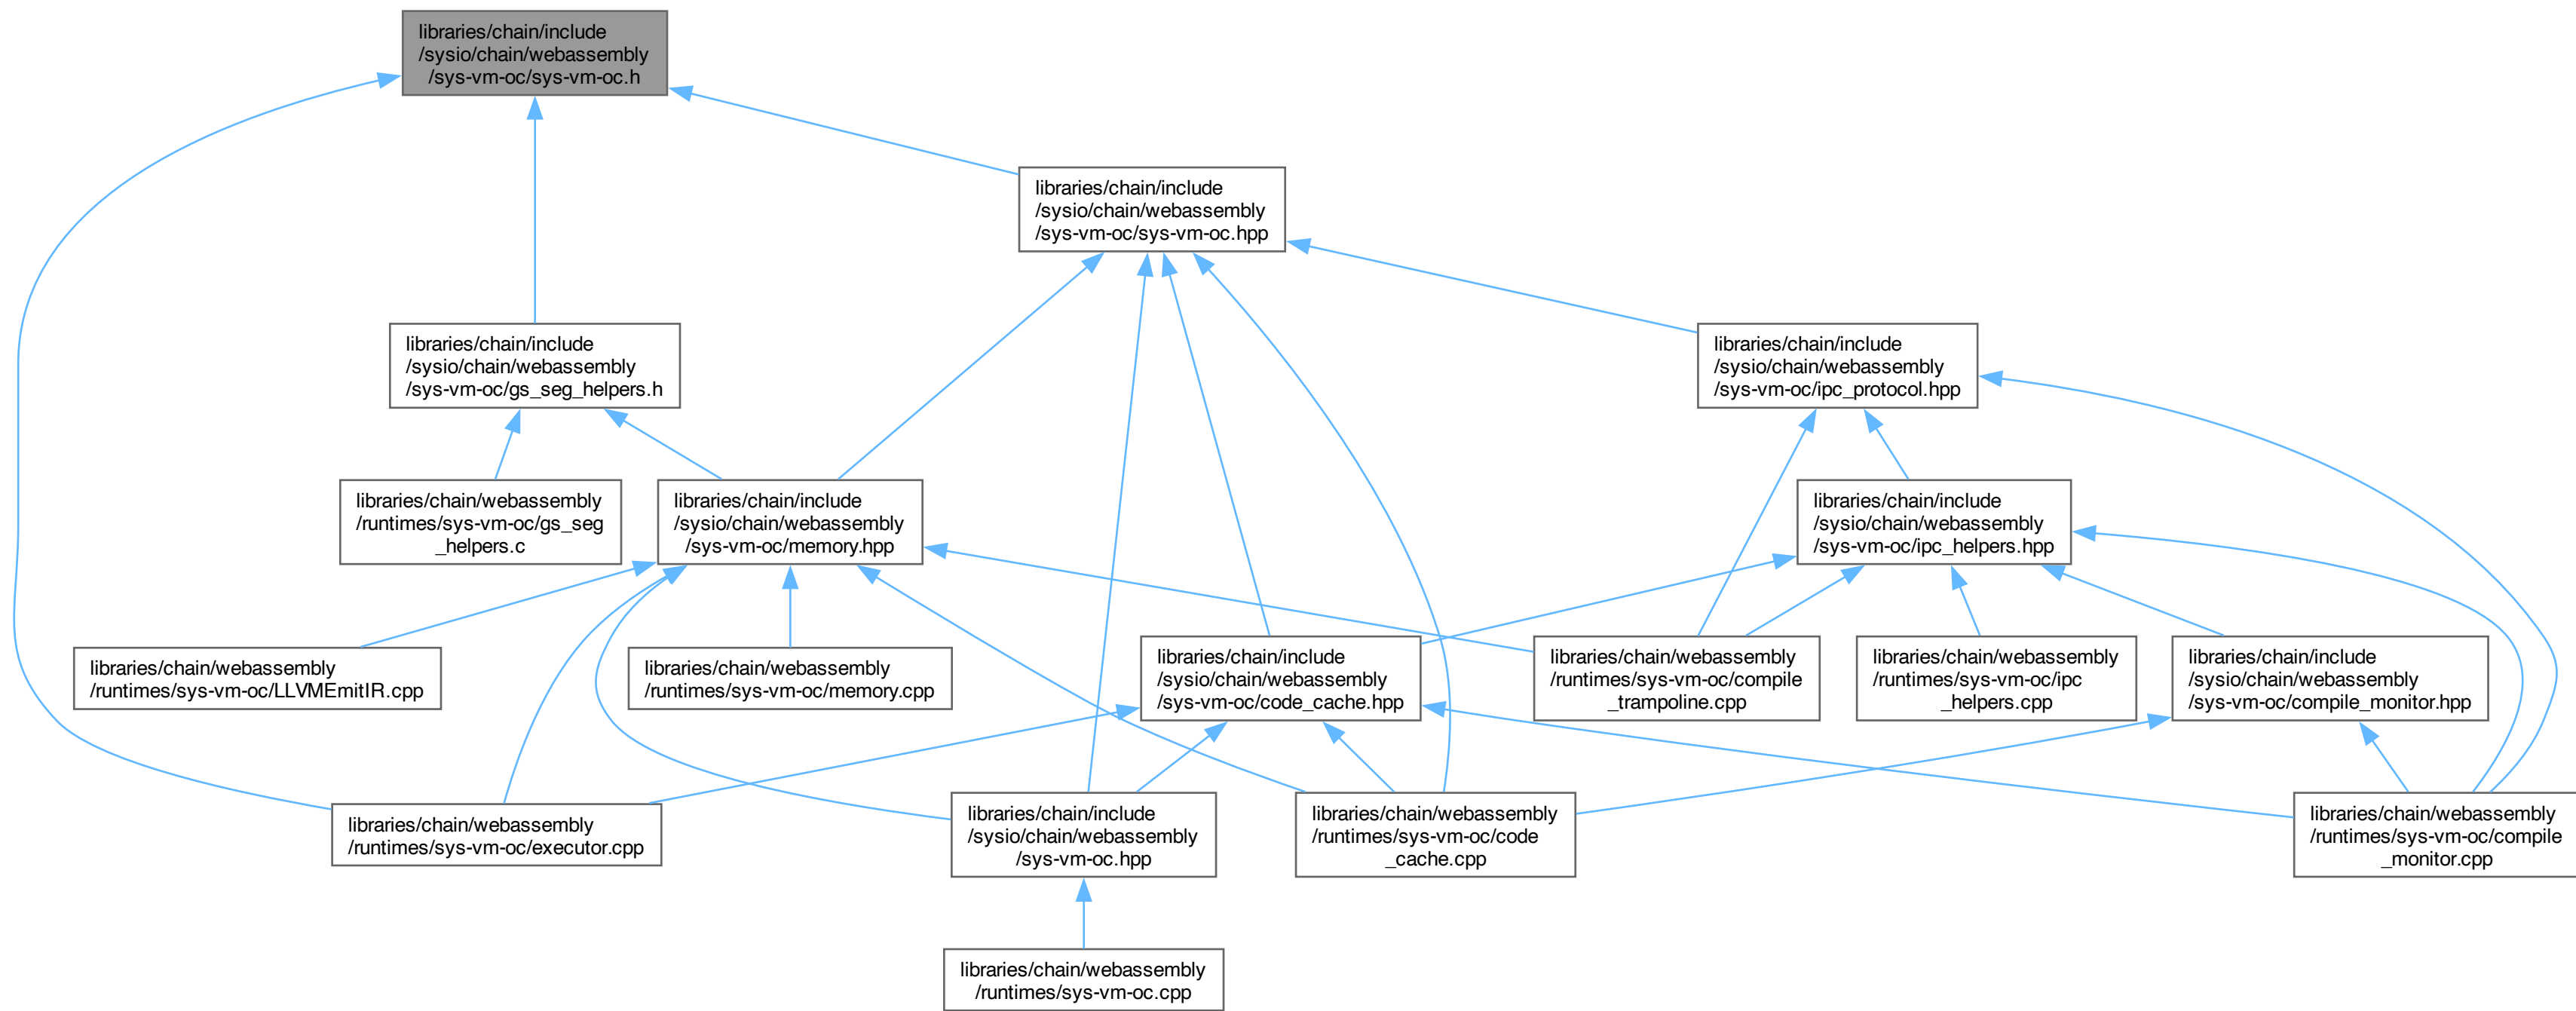 libraries/chain/include
/sysio/chain/webassembly
/sys-vm-oc/sys-vm-oc.h
libraries/chain/include
/sysio/chain/webassembly
/sys-vm-oc/sys-vm-oc.hpp
libraries/chain/include
/sysio/chain/webassembly
/sys-vm-oc/gs_seg_helpers.h
libraries/chain/include
/sysio/chain/webassembly
/sys-vm-oc/ipc_protocol.hpp
libraries/chain/webassembly
/runtimes/sys-vm-oc/gs_seg
_helpers.c
libraries/chain/include
/sysio/chain/webassembly
/sys-vm-oc/memory.hpp
libraries/chain/include
/sysio/chain/webassembly
/sys-vm-oc/ipc_helpers.hpp
libraries/chain/webassembly
/runtimes/sys-vm-oc/LLVMEmitIR.cpp
libraries/chain/webassembly
/runtimes/sys-vm-oc/memory.cpp
libraries/chain/include
/sysio/chain/webassembly
/sys-vm-oc/code_cache.hpp
libraries/chain/webassembly
/runtimes/sys-vm-oc/compile
_trampoline.cpp
libraries/chain/webassembly
/runtimes/sys-vm-oc/ipc
_helpers.cpp
libraries/chain/include
/sysio/chain/webassembly
/sys-vm-oc/compile_monitor.hpp
libraries/chain/webassembly
/runtimes/sys-vm-oc/executor.cpp
libraries/chain/include
/sysio/chain/webassembly
/sys-vm-oc.hpp
libraries/chain/webassembly
/runtimes/sys-vm-oc/code
_cache.cpp
libraries/chain/webassembly
/runtimes/sys-vm-oc/compile
_monitor.cpp
libraries/chain/webassembly
/runtimes/sys-vm-oc.cpp